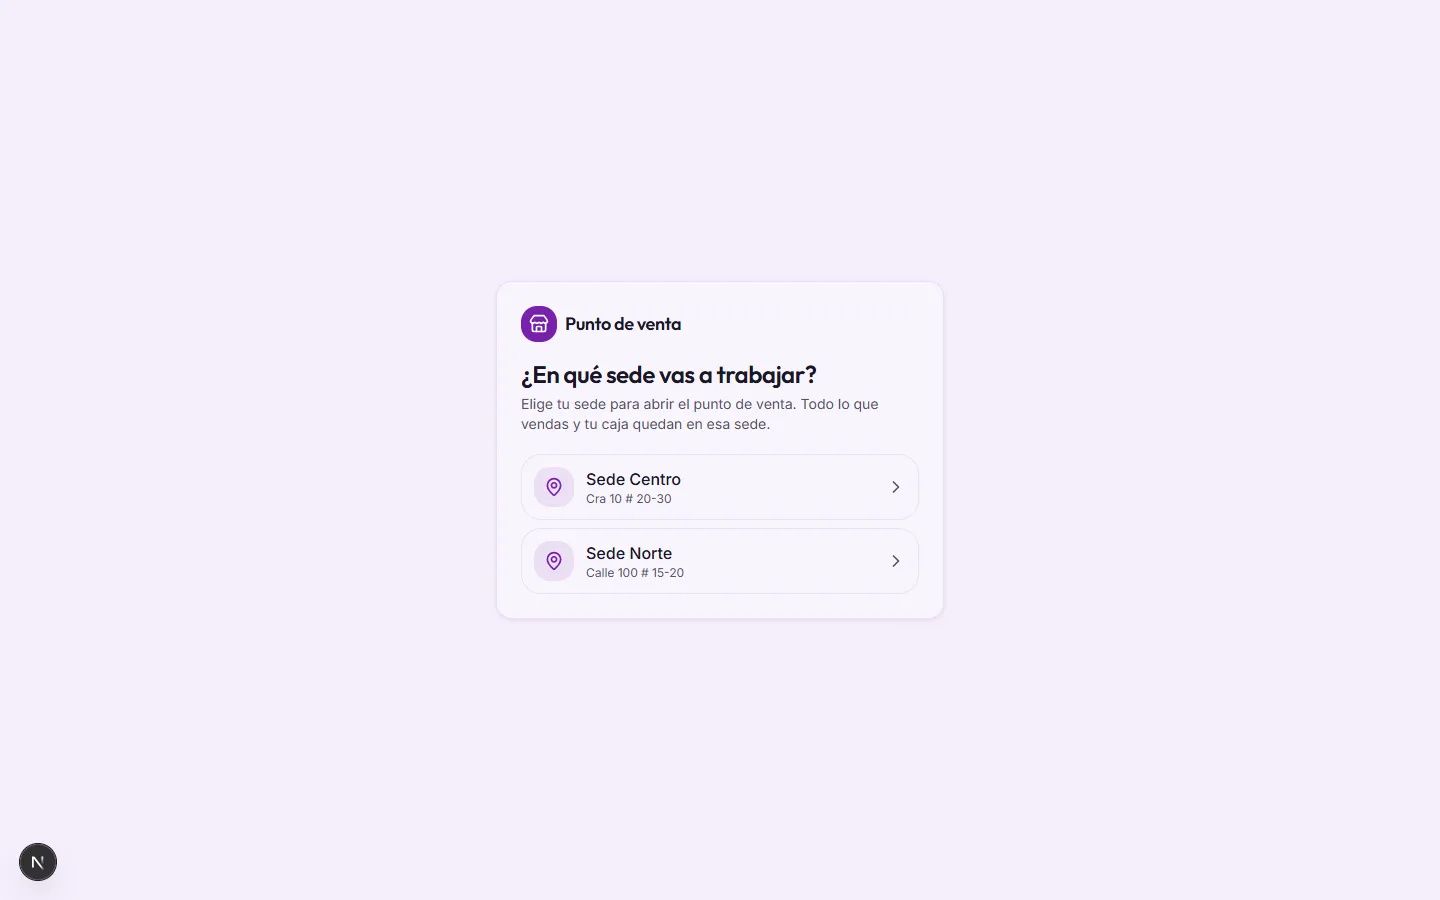 Punto de venta
¿En qué sede vas a trabajar?
Elige tu sede para abrir el punto de venta. Todo lo que
vendas y tu caja quedan en esa sede.
Sede Centro
Cra 10 # 20-30
Sede Norte
Calle 100 # 15-20
N